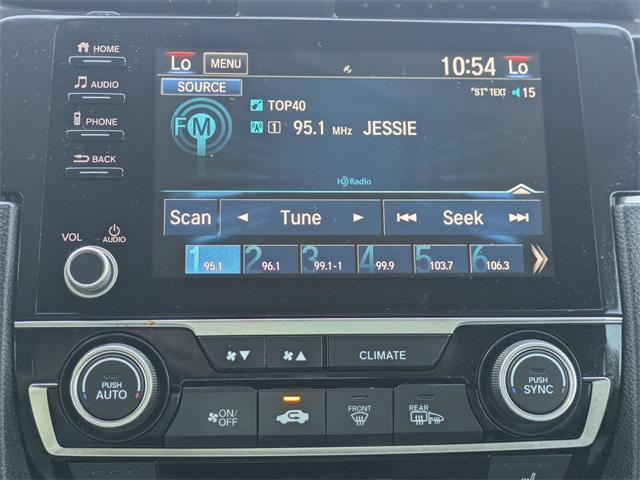 HOME
AUDIO
PHONE
BACK
VOL AUDIO
Lo MENU 10:54 Lo
SOURCE "ST" TEXT 15
FM TOP40
1 95.1 MHz JESSIE
HD Radio
Scan Tune Seek
1 95.1 2 96.1 3 99.1-1 4 99.9 5 103.7 6 106.3
CLIMATE
PUSH AUTO
PUSH SYNC
ON/OFF
FRONT
REAR